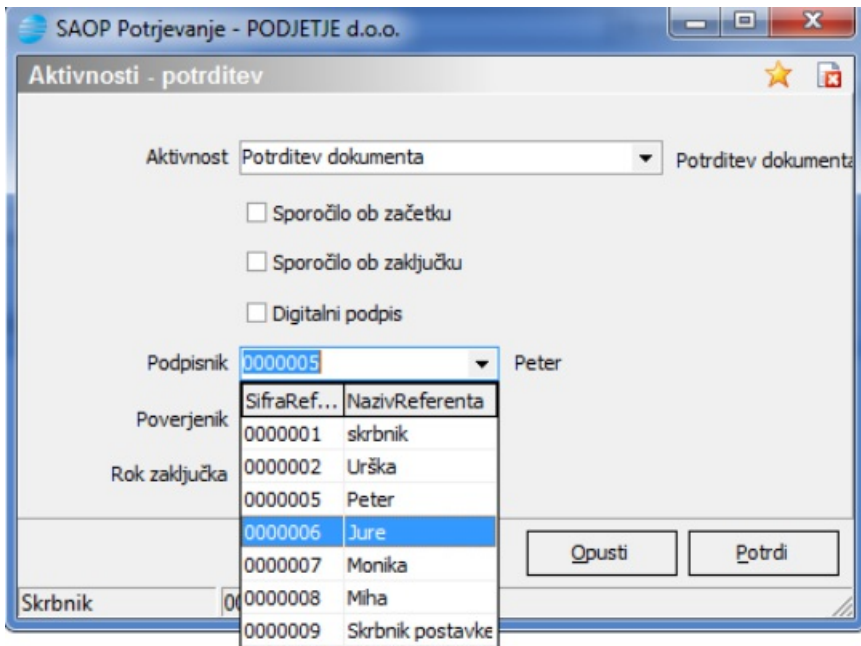 SAOP Potrjevanje - PODJETJE d.o.o.
Aktivnosti - potrditev
Aktivnost Potrditev dokumenta Potrditev dokumenta
Sporočilo ob začetku
Sporočilo ob zaključku
Digitalni podpis
Podpisnik 0000005 Peter
SifraRef... NazivReferenta
Poverjenik
0000001 skrbnik
Rok zaključka
0000002 Urška
0000005 Peter
0000006 Jure
Opusti Potrdi
0000007 Monika
0000008 Miha
Skrbnik 00
0000009 Skrbnik postavke